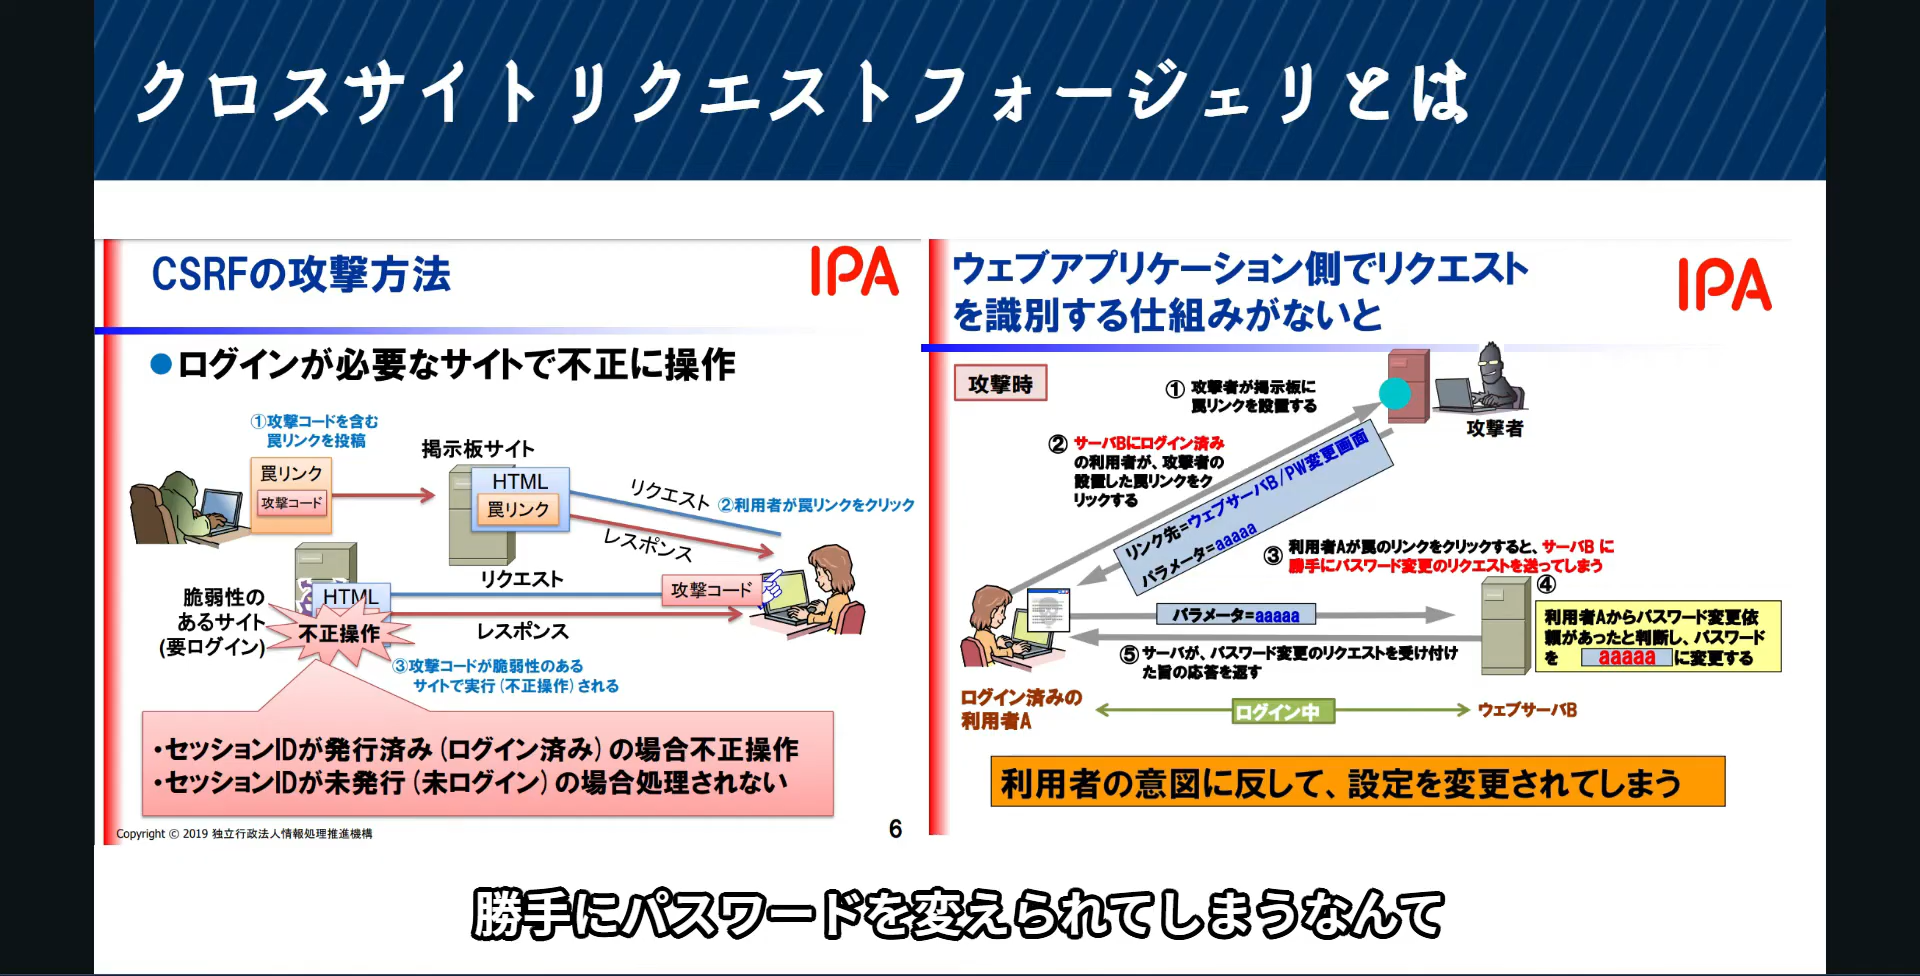 クロスサイトリクエストフォージェリとは
CSRFの攻撃方法
IPA
●ログインが必要なサイトで不正に操作
①攻撃コードを含む
罠リンクを投稿
罠リンク
攻撃コード
掲示板サイト
HTML
罠リンク
リクエスト
②利用者が罠リンクをクリック
レスポンス
リクエスト
攻撃コード
脆弱性の
あるサイト
(要ログイン)
HTML
不正操作
レスポンス
③攻撃コードが脆弱性のある
サイトで実行(不正操作)される
・セッションIDが発行済み(ログイン済み)の場合不正操作
・セッションIDが未発行(未ログイン)の場合処理されない
Copyright © 2019 独立行政法人情報処理推進機構
6
ウェブアプリケーション側でリクエスト
を識別する仕組みがないと
IPA
攻撃時
① 攻撃者が掲示板に
罠リンクを設置する
攻撃者
② サーバBにログイン済み
の利用者が、攻撃者の
設置した罠リンクをク
リックする
リンク先=ウェブサーバB/PW変更画面
パラメータ=aaaaa
③ 利用者Aが罠のリンクをクリックすると、サーバB に
勝手にパスワード変更のリクエストを送ってしまう
④
利用者Aからパスワード変更依
頼があったと判断し、パスワード
を aaaaa に変更する
パラメータ=aaaaa
⑤ サーバが、パスワード変更のリクエストを受け付け
た旨の応答を返す
ログイン済みの
利用者A
ログイン中
ウェブサーバB
利用者の意図に反して、設定を変更されてしまう
勝手にパスワードを変えられてしまうなんて